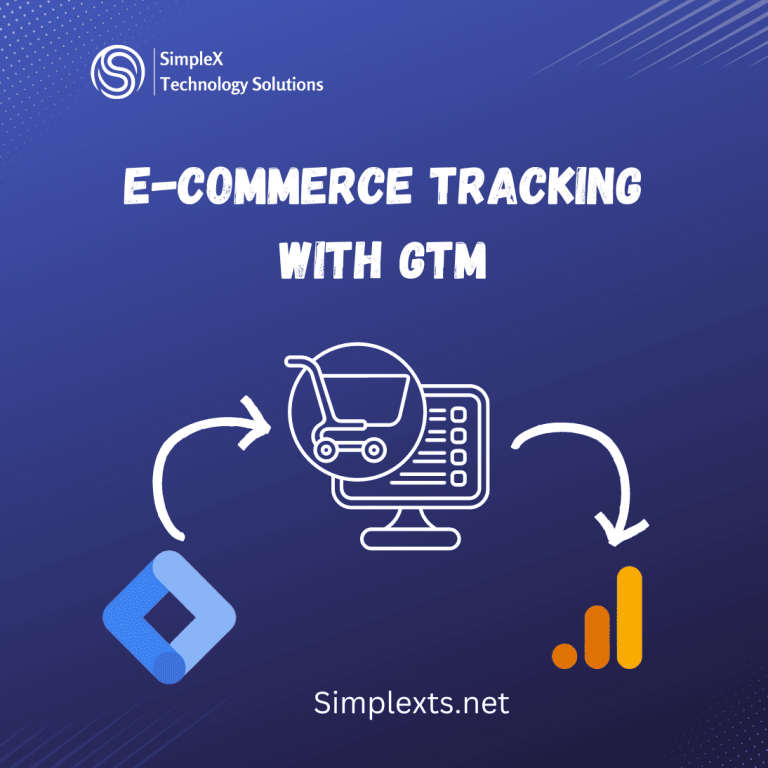 SimpleX
Technology Solutions
E-COMMERCE TRACKING
WITH GTM
Simplexts.net